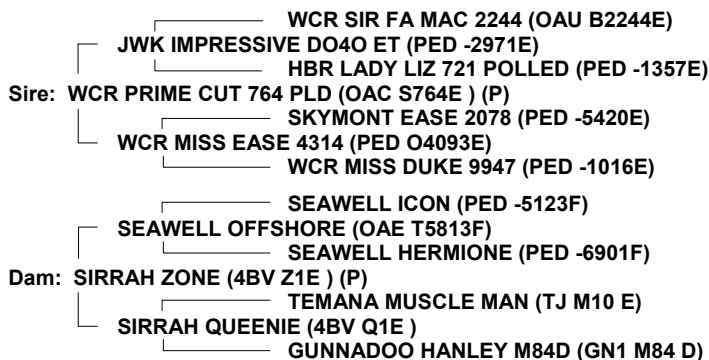 WCR SIR FA MAC 2244 (OAU B2244E)
JWK IMPRESSIVE DO4O ET (PED -2971E)
HBR LADY LIZ 721 POLLED (PED -1357E)
Sire: WCR PRIME CUT 764 PLD (OAC S764E ) (P)
SKYMONT EASE 2078 (PED -5420E)
WCR MISS EASE 4314 (PED O4093E)
WCR MISS DUKE 9947 (PED -1016E)
SEAWELL ICON (PED -5123F)
SEAWELL OFFSHORE (OAE T5813F)
SEAWELL HERMIONE (PED -6901F)
Dam: SIRRAH ZONE (4BV Z1E ) (P)
TEMANA MUSCLE MAN (TJ M10 E)
SIRRAH QUEENIE (4BV Q1E )
GUNNADOO HANLEY M84D (GN1 M84 D)